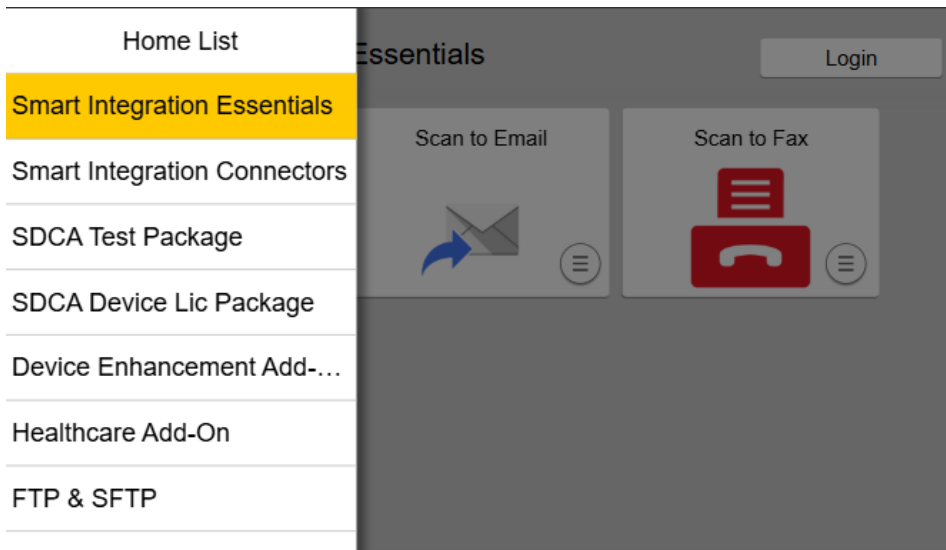 Home List
Smart Integration Essentials
Smart Integration Connectors
SDCA Test Package
SDCA Device Lic Package
Device Enhancement Add-...
Healthcare Add-On
FTP & SFTP
Essentials
Login
Scan to Email
Scan to Fax